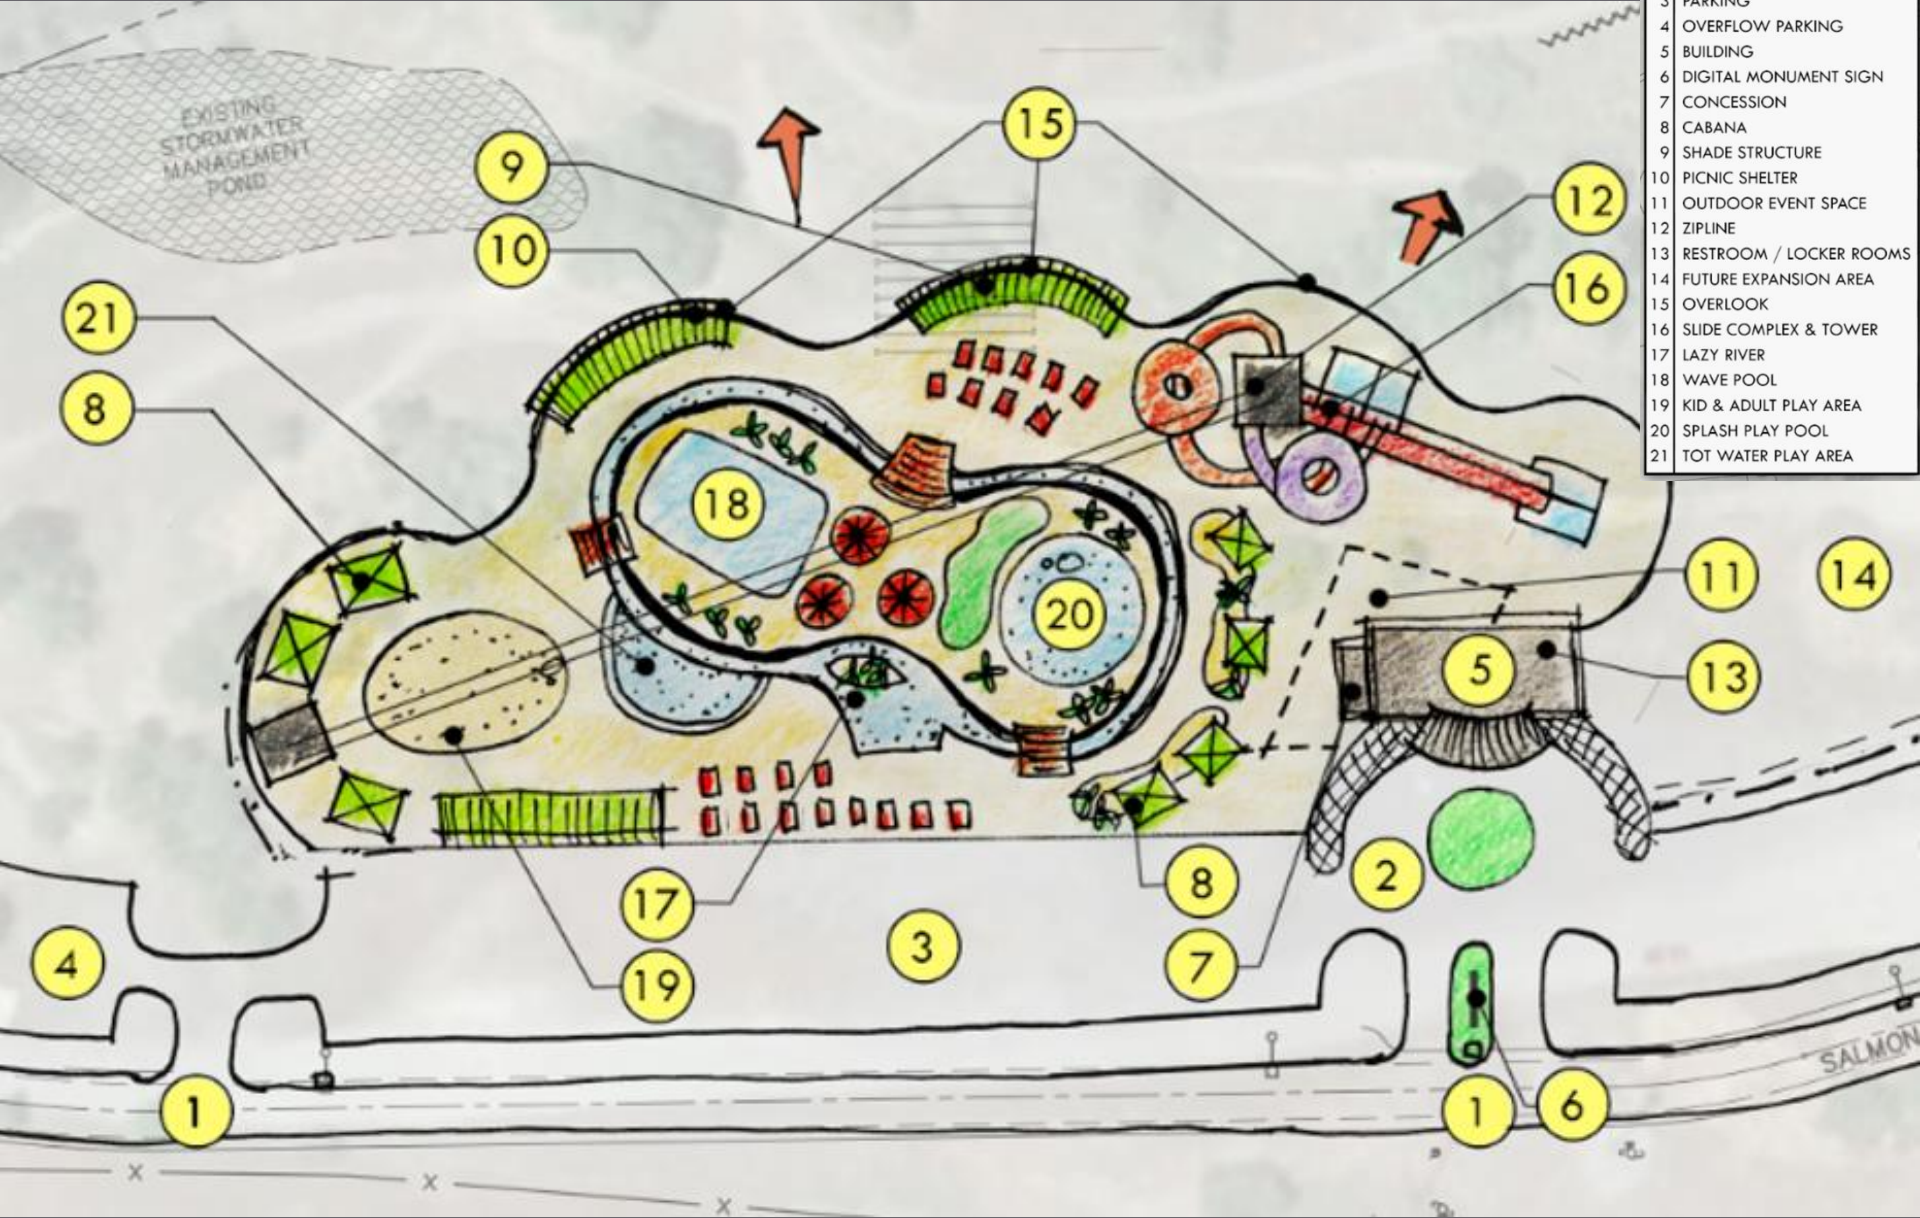 3 PARKING
4 OVERFLOW PARKING
5 BUILDING
6 DIGITAL MONUMENT SIGN
7 CONCESSION
8 CABANA
9 SHADE STRUCTURE
10 PICNIC SHELTER
11 OUTDOOR EVENT SPACE
12 ZIPLINE
13 RESTROOM / LOCKER ROOMS
14 FUTURE EXPANSION AREA
15 OVERLOOK
16 SLIDE COMPLEX & TOWER
17 LAZY RIVER
18 WAVE POOL
19 KID & ADULT PLAY AREA
20 SPLASH PLAY POOL
21 TOT WATER PLAY AREA
EXISTING
STORMWATER
MANAGEMENT
POND
15
9
12
10
16
21
8
18
11
14
20
5
13
2
8
17
3
4
7
19
SALMON
1
1
6
X
X
X